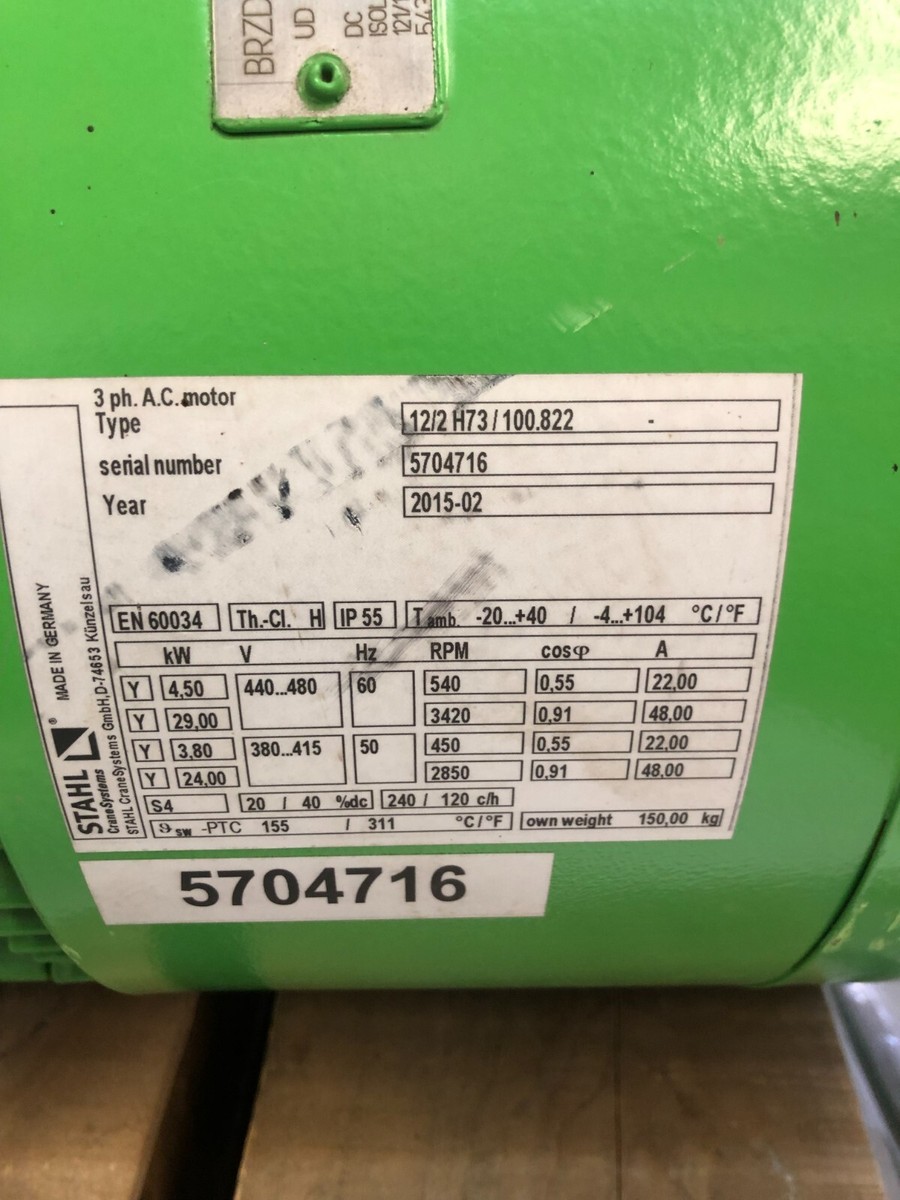 BRZD
UD
DC
ISOL
121/1
543
3 ph. A.C. motor
Type 12/2 H73 / 100.822 -
serial number 5704716
Year 2015-02
EN 60034 Th.-Cl. H IP 55 Tamb. -20...+40 / -4...+104 °C/°F
kW V Hz RPM cosφ A
Y 4,50 440...480 60 540 0,55 22,00
Y 29,00 3420 0,91 48,00
Y 3,80 380...415 50 450 0,55 22,00
Y 24,00 2850 0,91 48,00
S4 20 / 40 %dc 240 / 120 c/h
ϑsw -PTC 155 / 311 °C/°F own weight 150,00 kg
MADE IN GERMANY
STAHL ®
CraneSystems
STAHL CraneSystems GmbH,D-74653 Künzelsau
5704716